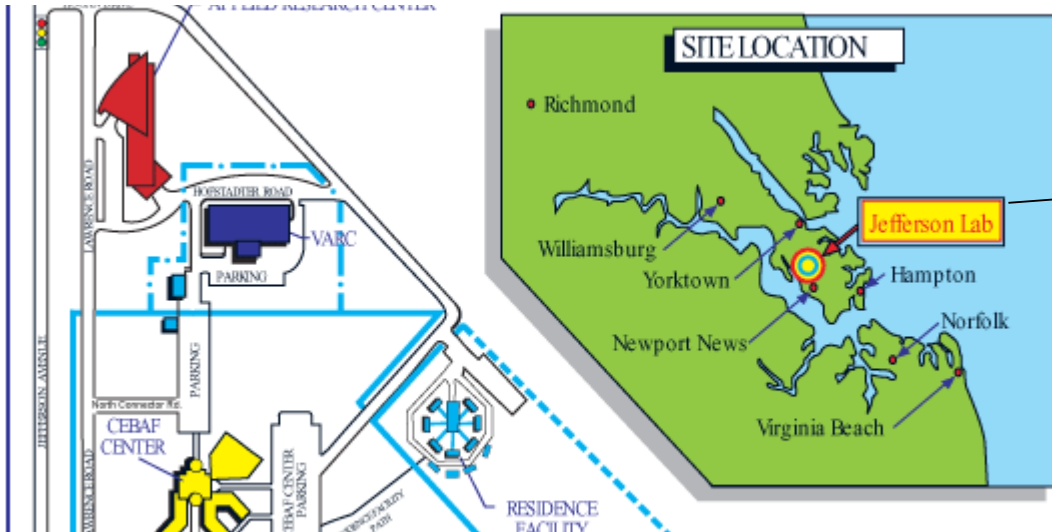 APPLIED RESEARCH CENTER
SITE LOCATION
Richmond
Williamsburg
Yorktown
Jefferson Lab
Hampton
Newport News
Norfolk
Virginia Beach
LAWRENCE ROAD
HOFSTADTER ROAD
VARC
PARKING
JEFFERSON AVENUE
PARKING
North Connector Rd.
CEBAF
CENTER
CEBAF CENTER
PARKING
RESIDENCE
FACILITY